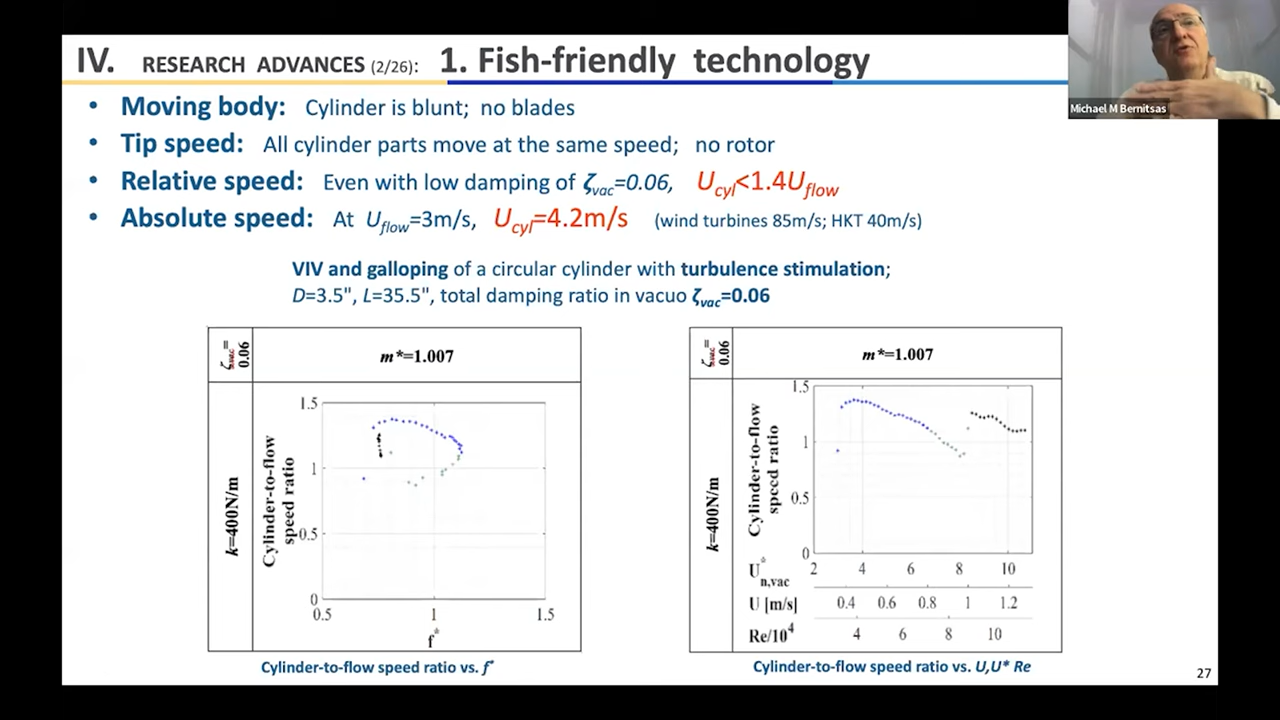 IV. RESEARCH ADVANCES (2/26): 1. Fish-friendly technology
Michael M Bernitsas
• Moving body: Cylinder is blunt; no blades
• Tip speed: All cylinder parts move at the same speed; no rotor
• Relative speed: Even with low damping of ζvac=0.06, Ucyl<1.4Uflow
• Absolute speed: At Uflow=3m/s, Ucyl=4.2m/s (wind turbines 85m/s; HKT 40m/s)
VIV and galloping of a circular cylinder with turbulence stimulation;
D=3.5", L=35.5", total damping ratio in vacuo ζvac=0.06
ζvac=
0.06
m*=1.007
k=400N/m
Cylinder-to-flow
speed ratio
1.5
1
0.5
0
0.5 1 1.5
f*
Cylinder-to-flow speed ratio vs. f*
ζvac=
0.06
m*=1.007
k=400N/m
Cylinder-to-flow
speed ratio
1.5
1
0.5
0
U*n,vac 2 4 6 8 10
U [m/s] 0.4 0.6 0.8 1 1.2
Re/10^4 4 6 8 10
Cylinder-to-flow speed ratio vs. U,U* Re
27